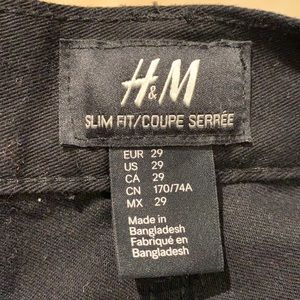 H&M
SLIM FIT/COUPE SERRÉE
EUR 29
US 29
CA 29
CN 170/74A
MX 29
Made in
Bangladesh
Fabriqué en
Bangladesh